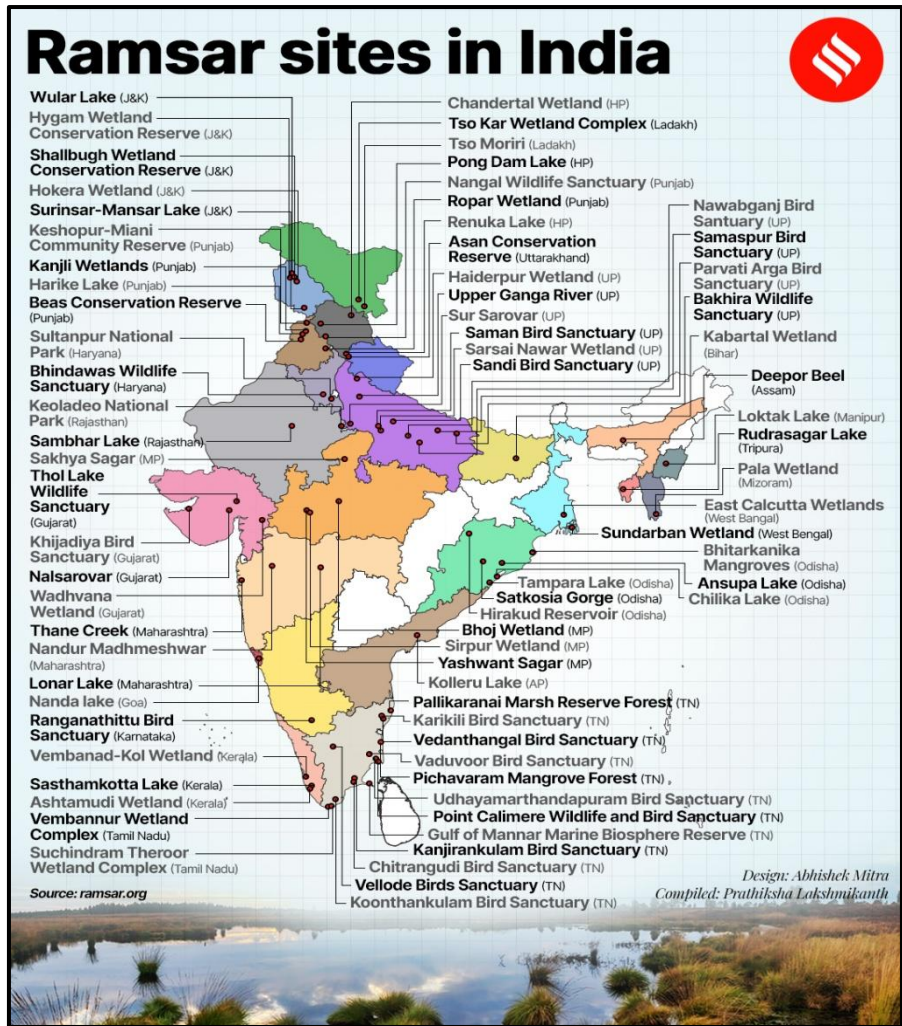 Ramsar sites in India
Wular Lake (J&K)
Hygam Wetland
Conservation Reserve (J&K)
Shallbugh Wetland
Conservation Reserve (J&K)
Hokera Wetland (J&K)
Surinsar-Mansar Lake (J&K)
Keshopur-Miani
Community Reserve (Punjab)
Kanjli Wetlands (Punjab)
Harike Lake (Punjab)
Beas Conservation Reserve
(Punjab)
Sultanpur National
Park (Haryana)
Bhindawas Wildlife
Sanctuary (Haryana)
Keoladeo National
Park (Rajasthan)
Sambhar Lake (Rajasthan)
Sakhya Sagar (MP)
Thol Lake
Wildlife
Sanctuary
(Gujarat)
Khijadiya Bird
Sanctuary (Gujarat)
Nalsarovar (Gujarat)
Wadhvana
Wetland (Gujarat)
Thane Creek (Maharashtra)
Nandur Madhmeshwar
(Maharashtra)
Lonar Lake (Maharashtra)
Nanda lake (Goa)
Ranganathittu Bird
Sanctuary (Karnataka)
Vembanad-Kol Wetland (Kerala)
Sasthamkotta Lake (Kerala)
Ashtamudi Wetland (Kerala)
Vembannur Wetland
Complex (Tamil Nadu)
Suchindram Theroor
Wetland Complex (Tamil Nadu)
Source: ramsar.org
Chandertal Wetland (HP)
Tso Kar Wetland Complex (Ladakh)
Tso Moriri (Ladakh)
Pong Dam Lake (HP)
Nangal Wildlife Sanctuary (Punjab)
Ropar Wetland (Punjab)
Renuka Lake (HP)
Asan Conservation
Reserve (Uttarakhand)
Haiderpur Wetland (UP)
Upper Ganga River (UP)
Sur Sarovar (UP)
Saman Bird Sanctuary (UP)
Sarsai Nawar Wetland (UP)
Sandi Bird Sanctuary (UP)
Nawabganj Bird
Santuary (UP)
Samaspur Bird
Sanctuary (UP)
Parvati Arga Bird
Sanctuary (UP)
Bakhira Wildlife
Sanctuary (UP)
Kabartal Wetland
(Bihar)
Deepor Beel
(Assam)
Loktak Lake (Manipur)
Rudrasagar Lake
(Tripura)
Pala Wetland
(Mizoram)
East Calcutta Wetlands
(West Bangal)
Sundarban Wetland (West Bengal)
Bhitarkanika
Mangroves (Odisha)
Tampara Lake (Odisha)
Ansupa Lake (Odisha)
Satkosia Gorge (Odisha)
Chilika Lake (Odisha)
Hirakud Reservoir (Odisha)
Bhoj Wetland (MP)
Sirpur Wetland (MP)
Yashwant Sagar (MP)
Kolleru Lake (AP)
Pallikaranai Marsh Reserve Forest (TN)
Karikili Bird Sanctuary (TN)
Vedanthangal Bird Sanctuary (TN)
Vaduvoor Bird Sanctuary (TN)
Pichavaram Mangrove Forest (TN)
Udhayamarthandapuram Bird Sanctuary (TN)
Point Calimere Wildlife and Bird Sanctuary (TN)
Gulf of Mannar Marine Biosphere Reserve (TN)
Kanjirankulam Bird Sanctuary (TN)
Chitrangudi Bird Sanctuary (TN)
Vellode Birds Sanctuary (TN)
Koonthankulam Bird Sanctuary (TN)
Design: Abhishek Mitra
Compiled: Prathiksha Lakshmikanth